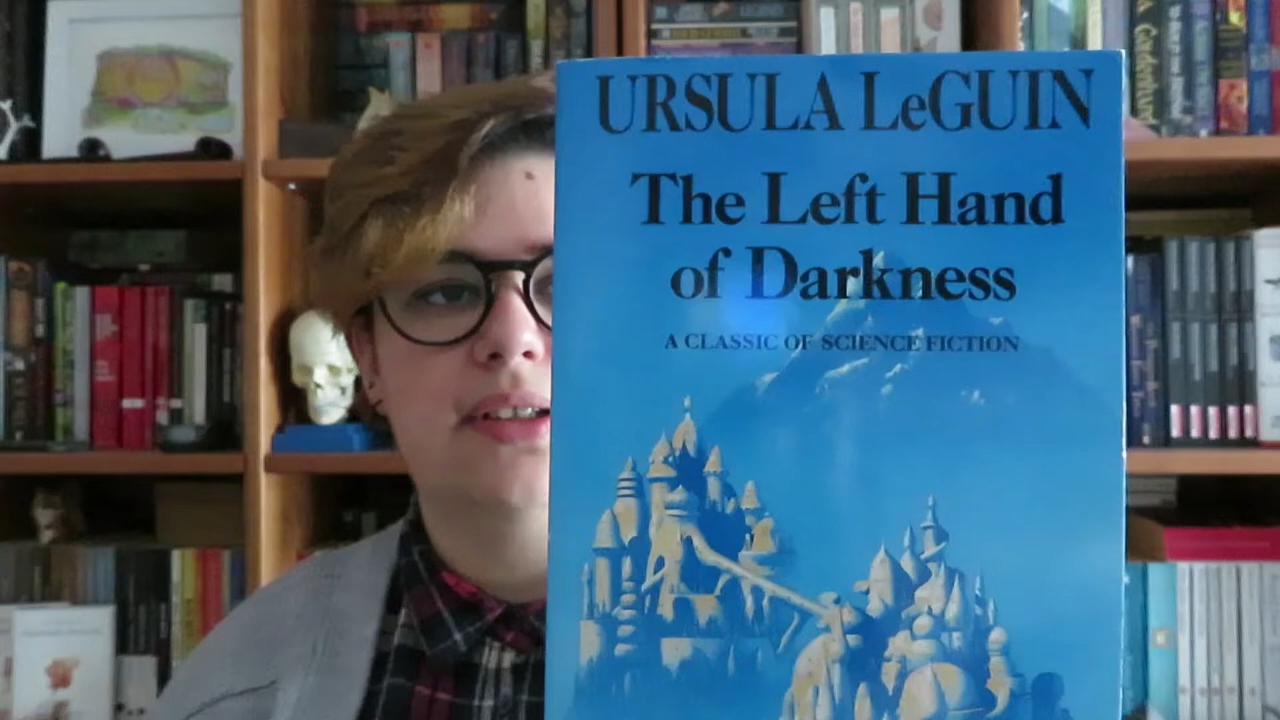 URSULA LeGUIN
The Left Hand
of Darkness
A CLASSIC OF SCIENCE FICTION